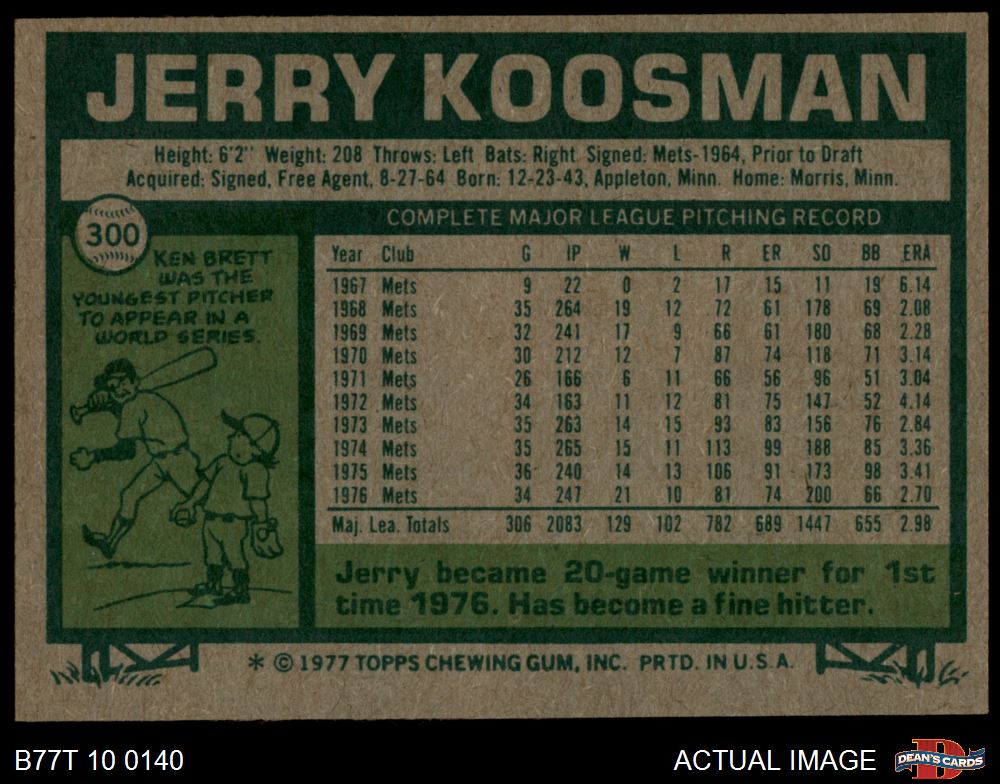 JERRY KOOSMAN
Height: 6'2" Weight: 208 Throws: Left Bats: Right Signed: Mets-1964, Prior to Draft
Acquired: Signed, Free Agent, 8-27-64 Born: 12-23-43, Appleton, Minn. Home: Morris, Minn.
300
KEN BRETT
WAS THE
YOUNGEST PITCHER
TO APPEAR IN A
WORLD SERIES.
COMPLETE MAJOR LEAGUE PITCHING RECORD
Year Club G IP W L R ER SO BB ERA
1967 Mets 9 22 0 2 17 15 11 19 6.14
1968 Mets 35 264 19 12 72 61 178 69 2.08
1969 Mets 32 241 17 9 66 61 180 68 2.28
1970 Mets 30 212 12 7 87 74 118 71 3.14
1971 Mets 26 166 6 11 66 56 96 51 3.04
1972 Mets 34 163 11 12 81 75 147 52 4.14
1973 Mets 35 263 14 15 93 83 156 76 2.84
1974 Mets 35 265 15 11 113 99 188 85 3.36
1975 Mets 36 240 14 13 106 91 173 98 3.41
1976 Mets 34 247 21 10 81 74 200 66 2.70
Maj. Lea. Totals 306 2083 129 102 782 689 1447 655 2.98
Jerry became 20-game winner for 1st
time 1976. Has become a fine hitter.
* © 1977 TOPPS CHEWING GUM, INC. PRTD. IN U.S.A.
B77T 10 0140
ACTUAL IMAGE
D
DEAN'S CARDS